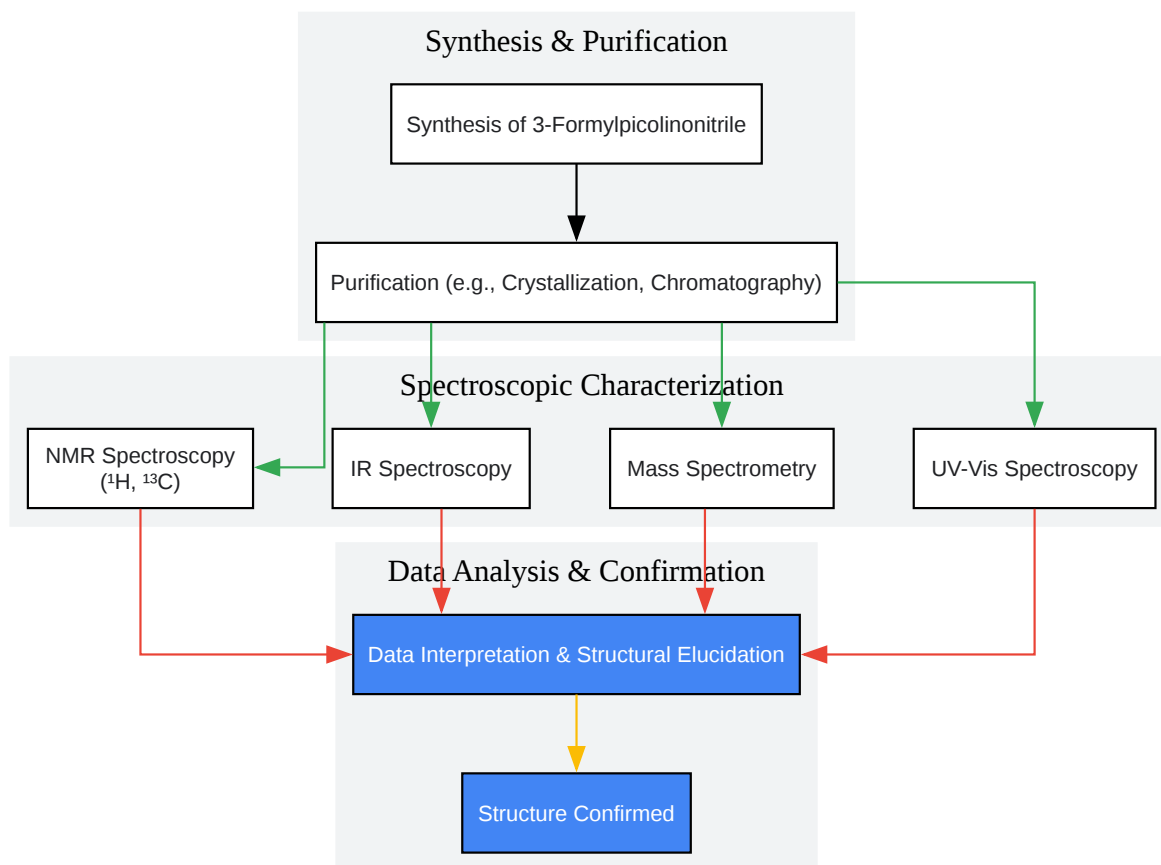 Synthesis & Purification
Synthesis of 3-Formylpicolinonitrile
Purification (e.g., Crystallization, Chromatography)
Spectroscopic Characterization
NMR Spectroscopy
(¹H, ¹³C)
IR Spectroscopy
Mass Spectrometry
UV-Vis Spectroscopy
Data Analysis & Confirmation
Data Interpretation & Structural Elucidation
Structure Confirmed